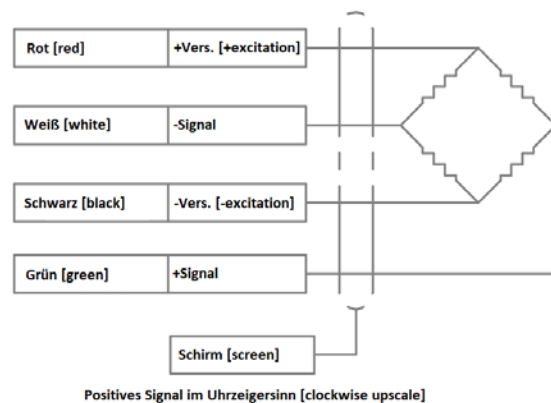 Rot [red] +Vers. [+excitation]
Weiß [white] -Signal
Schwarz [black] -Vers. [-excitation]
Grün [green] +Signal
Schirm [screen]
Positives Signal im Uhrzeigersinn [clockwise upscale]